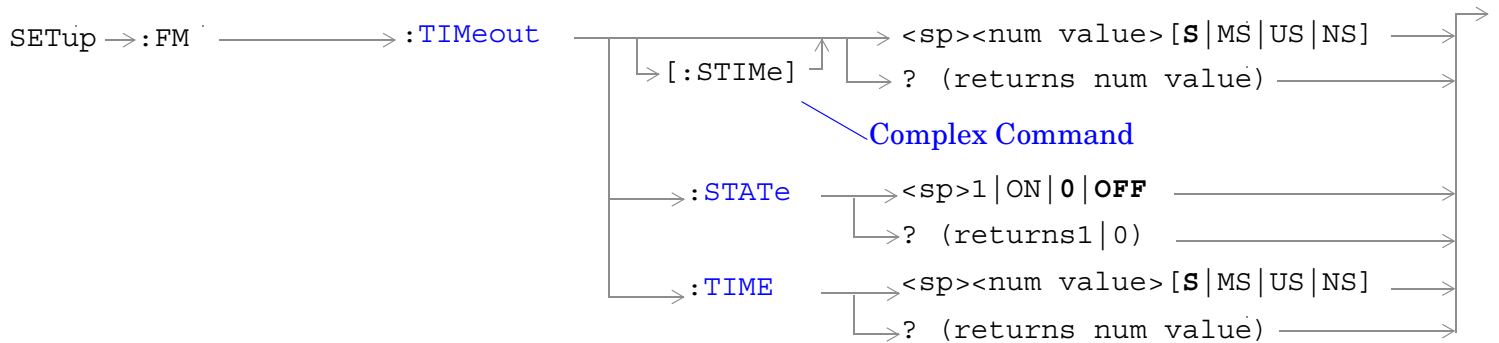 SETup :FM :TIMeout <sp><num value>[S|MS|US|NS]
[:STIMe] ? (returns num value)
Complex Command
:STATe <sp>1|ON|0|OFF
? (returns1|0)
:TIME <sp><num value>[S|MS|US|NS]
? (returns num value)